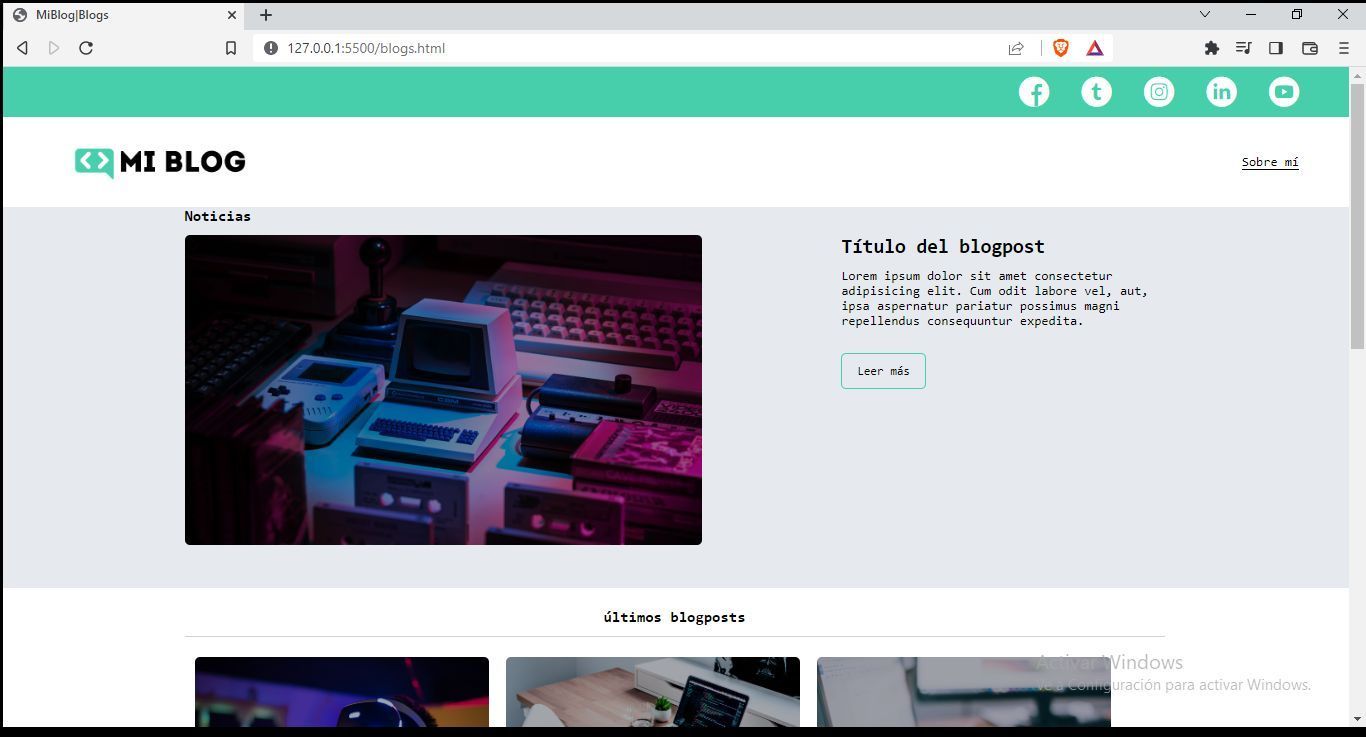 MiBlog|Blogs
127.0.0.1:5500/blogs.html
MI BLOG
Sobre mí
Noticias
Título del blogpost
Lorem ipsum dolor sit amet consectetur
adipisicing elit. Cum odit labore vel, aut,
ipsa aspernatur pariatur possimus magni
repellendus consequuntur expedita.
Leer más
últimos blogposts
Activar Windows
Ve a Configuración para activar Windows.